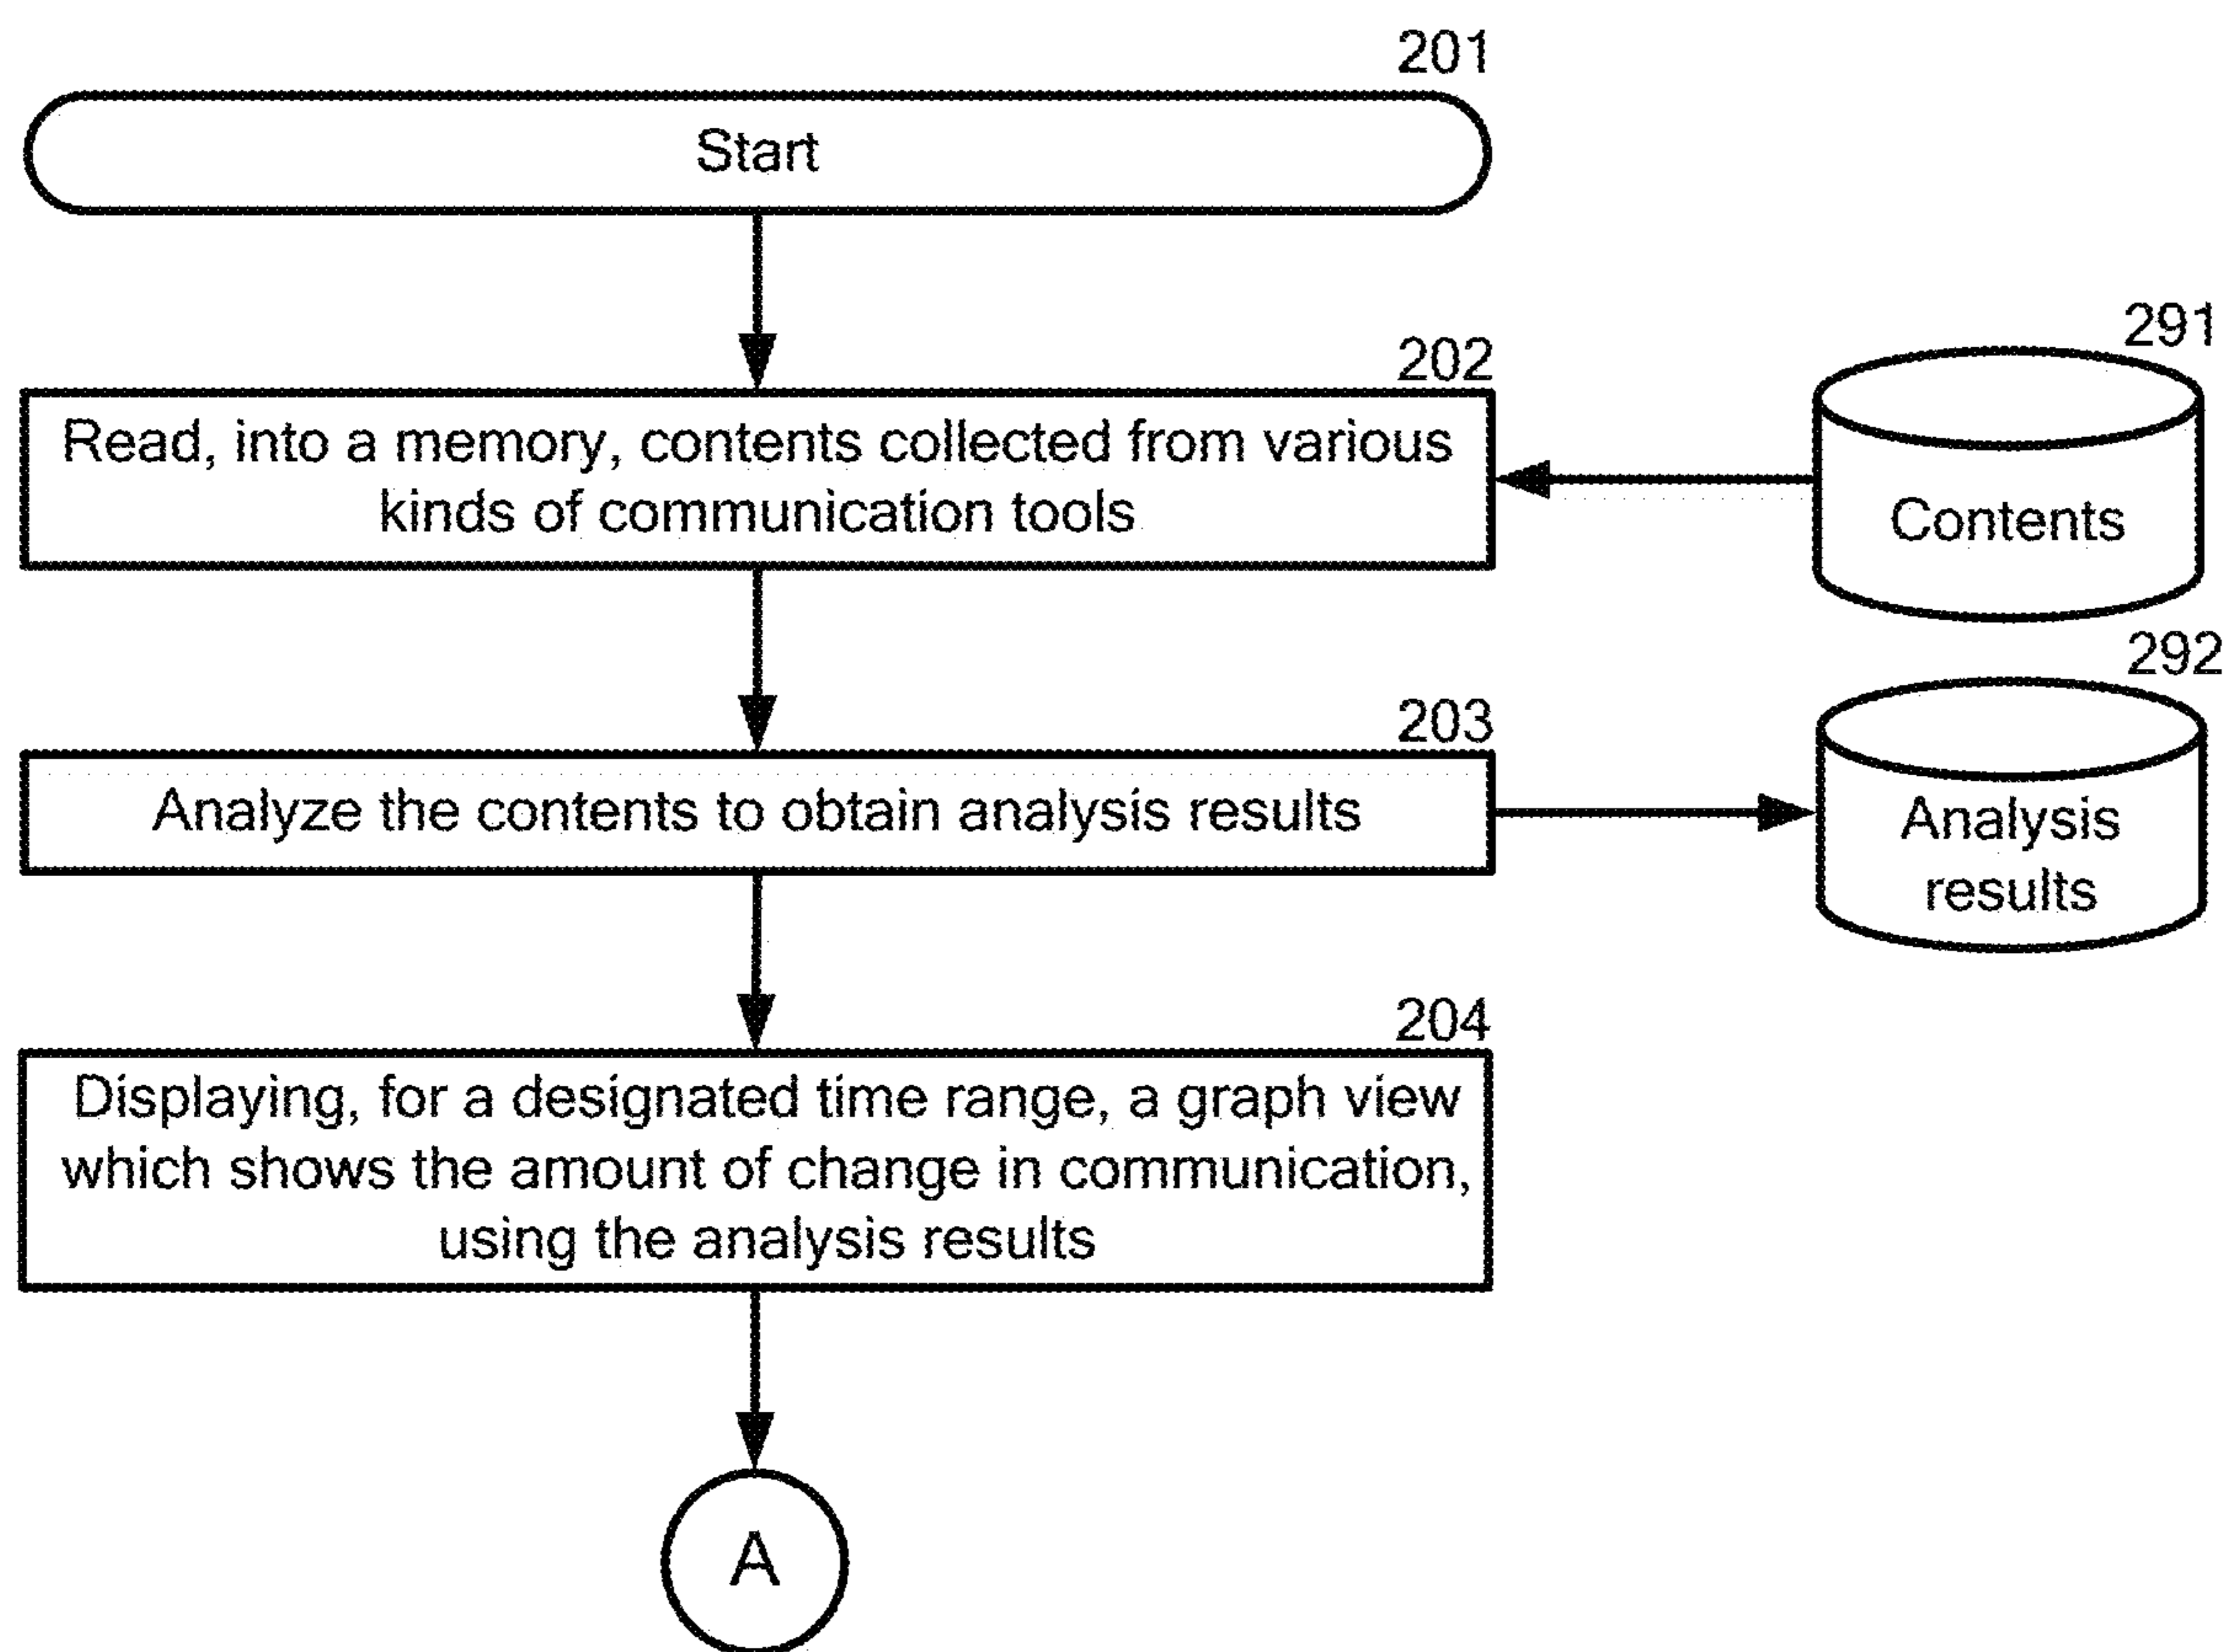 201
Start
202
291
Read, into a memory, contents collected from various
kinds of communication tools
Contents
292
203
Analyze the contents to obtain analysis results
Analysis
results
204
Displaying, for a designated time range, a graph view
which shows the amount of change in communication,
using the analysis results
A